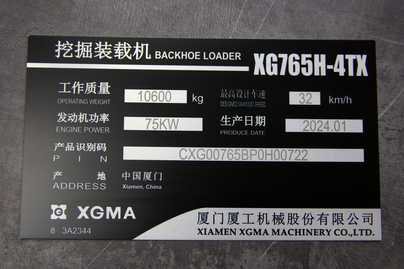 挖掘装载机 BACKHOE LOADER XG765H-4TX
工作质量 10600 kg 最高设计车速 32 km/h
OPERATING WEIGHT DESIGNED MAXIMUM SPEED
发动机功率 75KW 生产日期 2024.01
ENGINE POWER PRODUCE DATE
产品识别码 CXG00765BP0H00722
PIN
产地 中国厦门
ADDRESS Xiamen, China
XGMA 厦门厦工机械股份有限公司
8 3A2344 XIAMEN XGMA MACHINERY CO.,LTD.